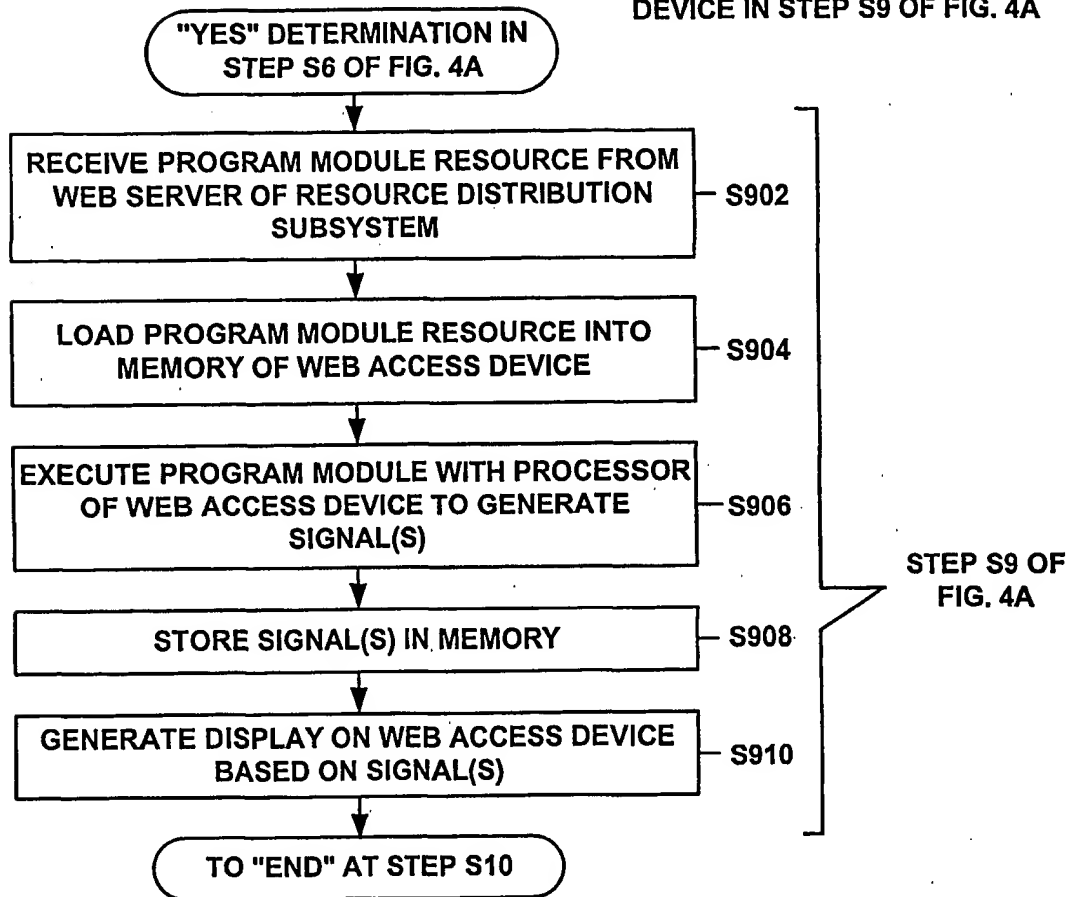 DEVICE IN STEP S9 OF FIG. 4A
"YES" DETERMINATION IN
STEP S6 OF FIG. 4A
RECEIVE PROGRAM MODULE RESOURCE FROM
WEB SERVER OF RESOURCE DISTRIBUTION
SUBSYSTEM
S902
LOAD PROGRAM MODULE RESOURCE INTO
MEMORY OF WEB ACCESS DEVICE
S904
EXECUTE PROGRAM MODULE WITH PROCESSOR
OF WEB ACCESS DEVICE TO GENERATE
SIGNAL(S)
S906
STORE SIGNAL(S) IN MEMORY
S908
GENERATE DISPLAY ON WEB ACCESS DEVICE
BASED ON SIGNAL(S)
S910
STEP S9 OF
FIG. 4A
TO "END" AT STEP S10